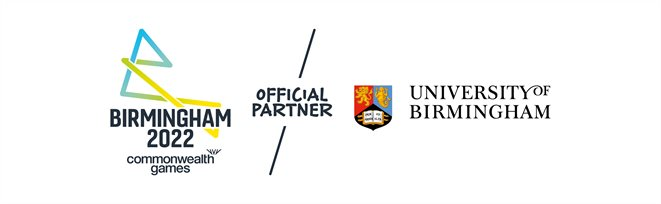 BIRMINGHAM
2022
commonwealth
games
OFFICIAL
PARTNER
UNIVERSITY OF
BIRMINGHAM